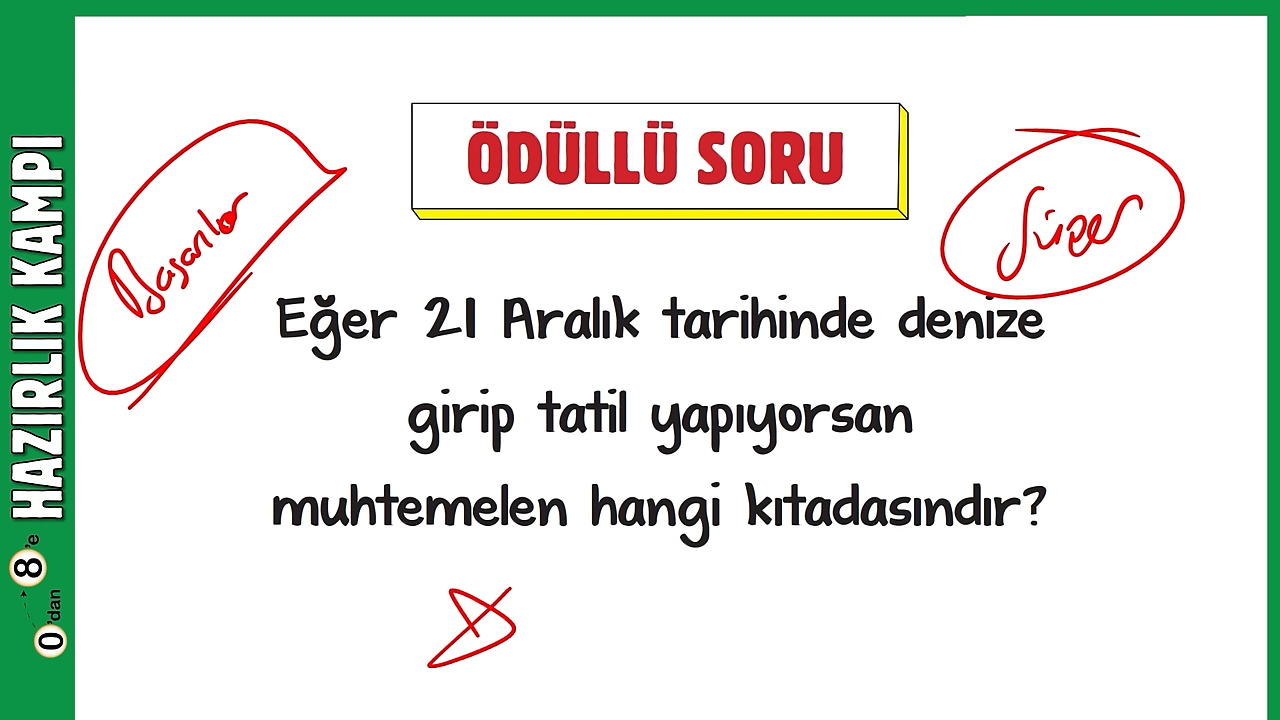 HAZIRLIK KAMPI
0'dan 8'e
ÖDÜLLÜ SORU
Başarılar
Süper
Eğer 21 Aralık tarihinde denize
girip tatil yapıyorsan
muhtemelen hangi kıtadasındır?